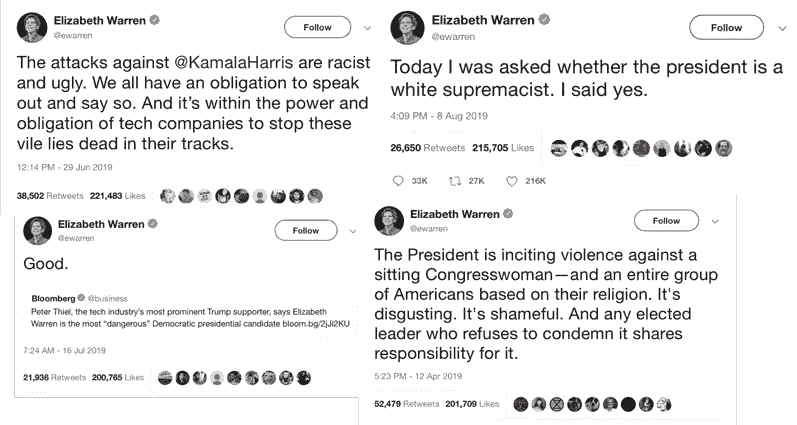 Elizabeth Warren
@ewarren
Follow
The attacks against @KamalaHarris are racist
and ugly. We all have an obligation to speak
out and say so. And it's within the power and
obligation of tech companies to stop these
vile lies dead in their tracks.
12:14 PM - 29 Jun 2019
38,502 Retweets 221,483 Likes
Elizabeth Warren
@ewarren
Follow
Today I was asked whether the president is a
white supremacist. I said yes.
4:09 PM - 8 Aug 2019
26,650 Retweets 215,705 Likes
33K 27K 216K
Elizabeth Warren
@ewarren
Follow
Good.
Bloomberg @business
Peter Thiel, the tech industry's most prominent Trump supporter, says Elizabeth
Warren is the most "dangerous" Democratic presidential candidate bloom.bg/2jJi2KU
7:24 AM - 16 Jul 2019
21,936 Retweets 200,765 Likes
Elizabeth Warren
@ewarren
Follow
The President is inciting violence against a
sitting Congresswoman—and an entire group
of Americans based on their religion. It's
disgusting. It's shameful. And any elected
leader who refuses to condemn it shares
responsibility for it.
5:23 PM - 12 Apr 2019
52,479 Retweets 201,709 Likes